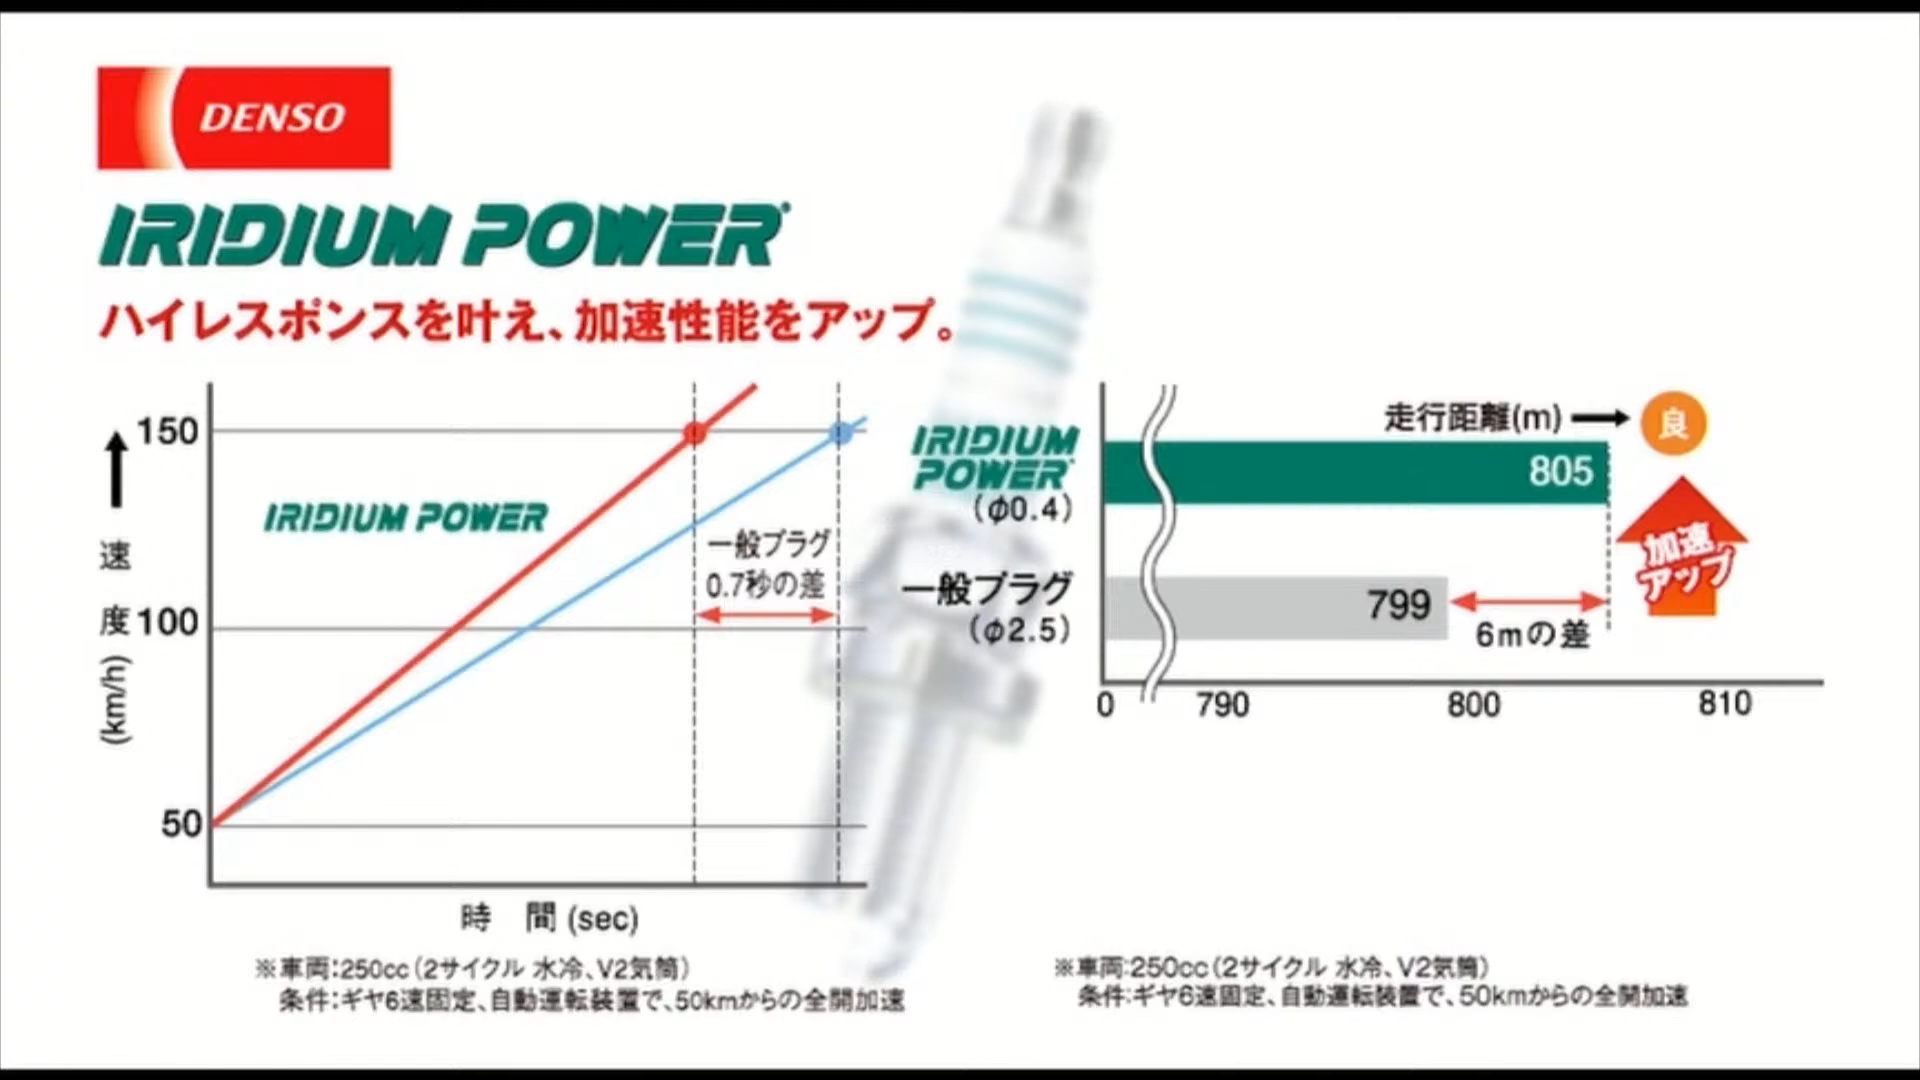 DENSO
IRIDIUM POWER
ハイレスポンスを叶え、加速性能をアップ。
150
100
50
速度(km/h)
IRIDIUM POWER
一般プラグ
0.7秒の差
時 間 (sec)
※車両:250cc(2サイクル 水冷、V2気筒)
条件:ギヤ6速固定、自動運転装置で、50kmからの全開加速
走行距離(m)
良
IRIDIUM
POWER
(φ0.4)
805
加速
アップ
一般プラグ
(φ2.5)
799
6mの差
0 790 800 810
※車両:250cc(2サイクル 水冷、V2気筒)
条件:ギヤ6速固定、自動運転装置で、50kmからの全開加速